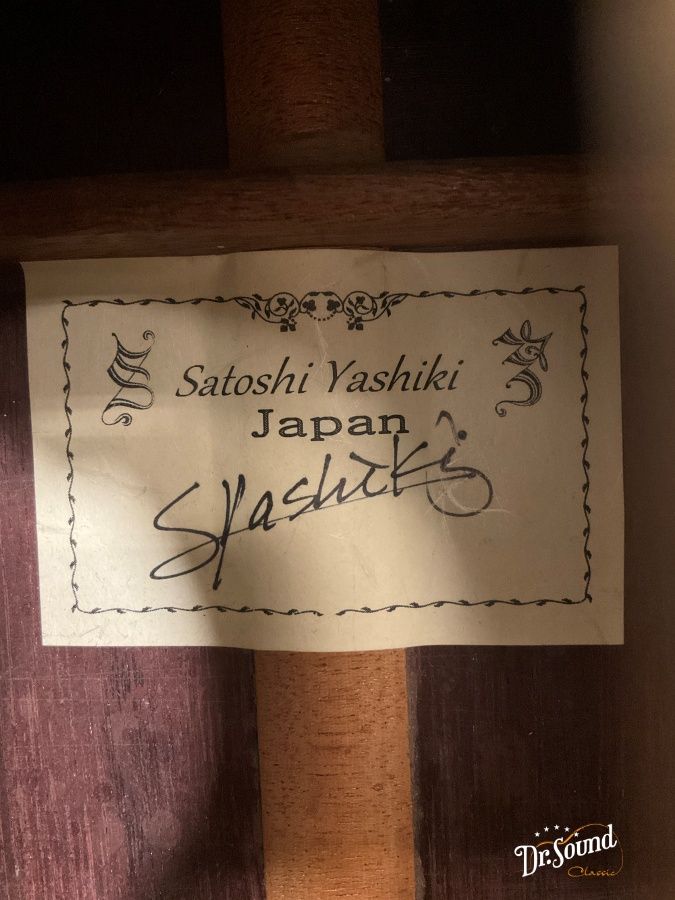 S Satoshi Yashiki Y
Japan
SYashiki
Dr.Sound
Classic